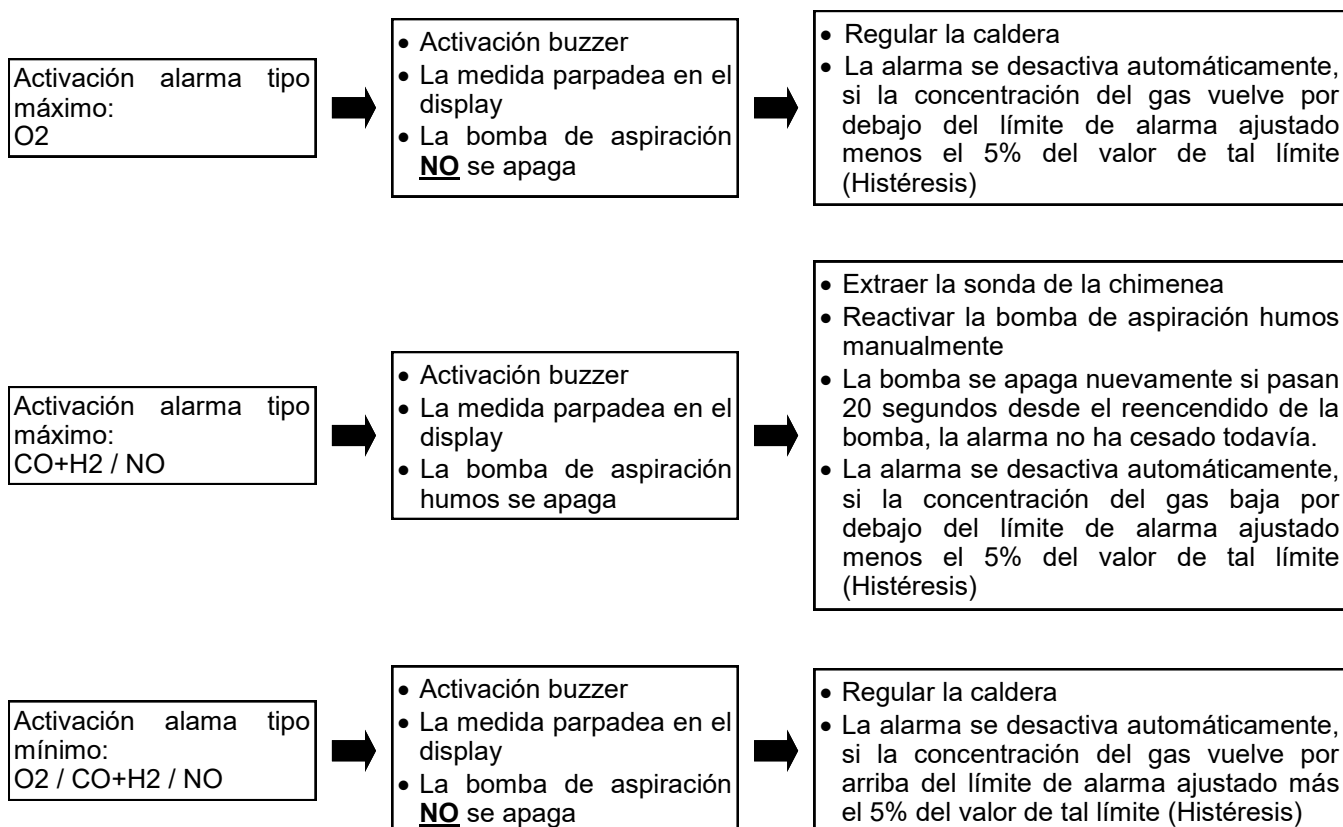 Activación alarma tipo
máximo:
O2
• Activación buzzer
• La medida parpadea en el
display
• La bomba de aspiración
NO se apaga
• Regular la caldera
• La alarma se desactiva automáticamente,
si la concentración del gas vuelve por
debajo del límite de alarma ajustado
menos el 5% del valor de tal límite
(Histéresis)
Activación alarma tipo
máximo:
CO+H2 / NO
• Activación buzzer
• La medida parpadea en el
display
• La bomba de aspiración
humos se apaga
• Extraer la sonda de la chimenea
• Reactivar la bomba de aspiración humos
manualmente
• La bomba se apaga nuevamente si pasan
20 segundos desde el reencendido de la
bomba, la alarma no ha cesado todavía.
• La alarma se desactiva automáticamente,
si la concentración del gas baja por
debajo del límite de alarma ajustado
menos el 5% del valor de tal límite
(Histéresis)
Activación alama tipo
mínimo:
O2 / CO+H2 / NO
• Activación buzzer
• La medida parpadea en el
display
• La bomba de aspiración
NO se apaga
• Regular la caldera
• La alarma se desactiva automáticamente,
si la concentración del gas vuelve por
arriba del límite de alarma ajustado más
el 5% del valor de tal límite (Histéresis)